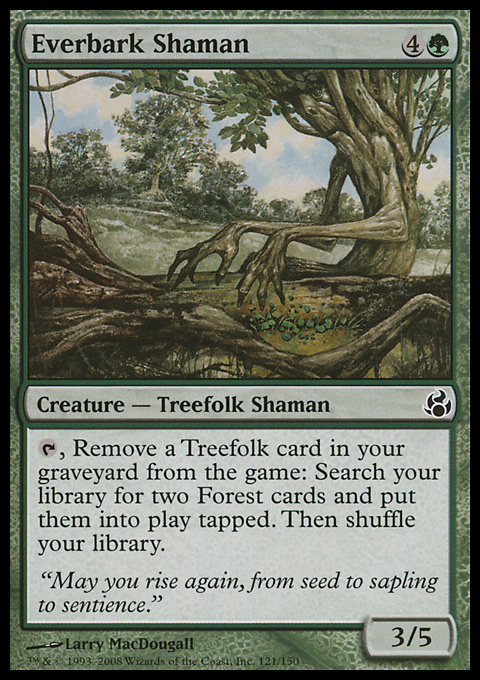 Everbark Shaman 4
Creature — Treefolk Shaman
, Remove a Treefolk card in your
graveyard from the game: Search your
library for two Forest cards and put
them into play tapped. Then shuffle
your library.
“May you rise again, from seed to sapling
to sentience.”
Larry MacDougall
3/5
™ & © 1993–2008 Wizards of the Coast, Inc. 121/150